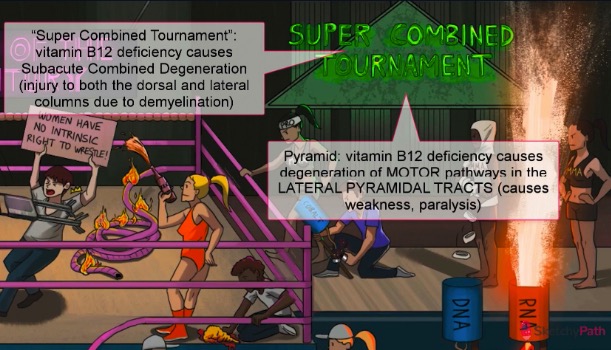 "Super Combined Tournament":
vitamin B12 deficiency causes
Subacute Combined Degeneration
(injury to both the dorsal and lateral
columns due to demyelination)
SUPER COMBINED
TOURNAMENT
WOMEN HAVE
NO INTRINSIC
RIGHT TO WRESTLE!
Pyramid: vitamin B12 deficiency causes
degeneration of MOTOR pathways in the
LATERAL PYRAMIDAL TRACTS (causes
weakness, paralysis)
MMA
DNA
RNA
SketchyPath